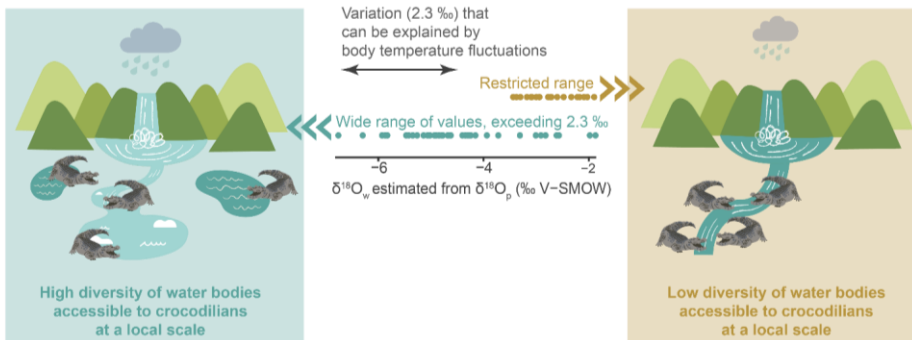 Variation (2.3 ‰) that
can be explained by
body temperature fluctuations
Restricted range
Wide range of values, exceeding 2.3 ‰
−6 −4 −2
δ¹⁸Ow estimated from δ¹⁸Op (‰ V−SMOW)
High diversity of water bodies
accessible to crocodilians
at a local scale
Low diversity of water bodies
accessible to crocodilians
at a local scale